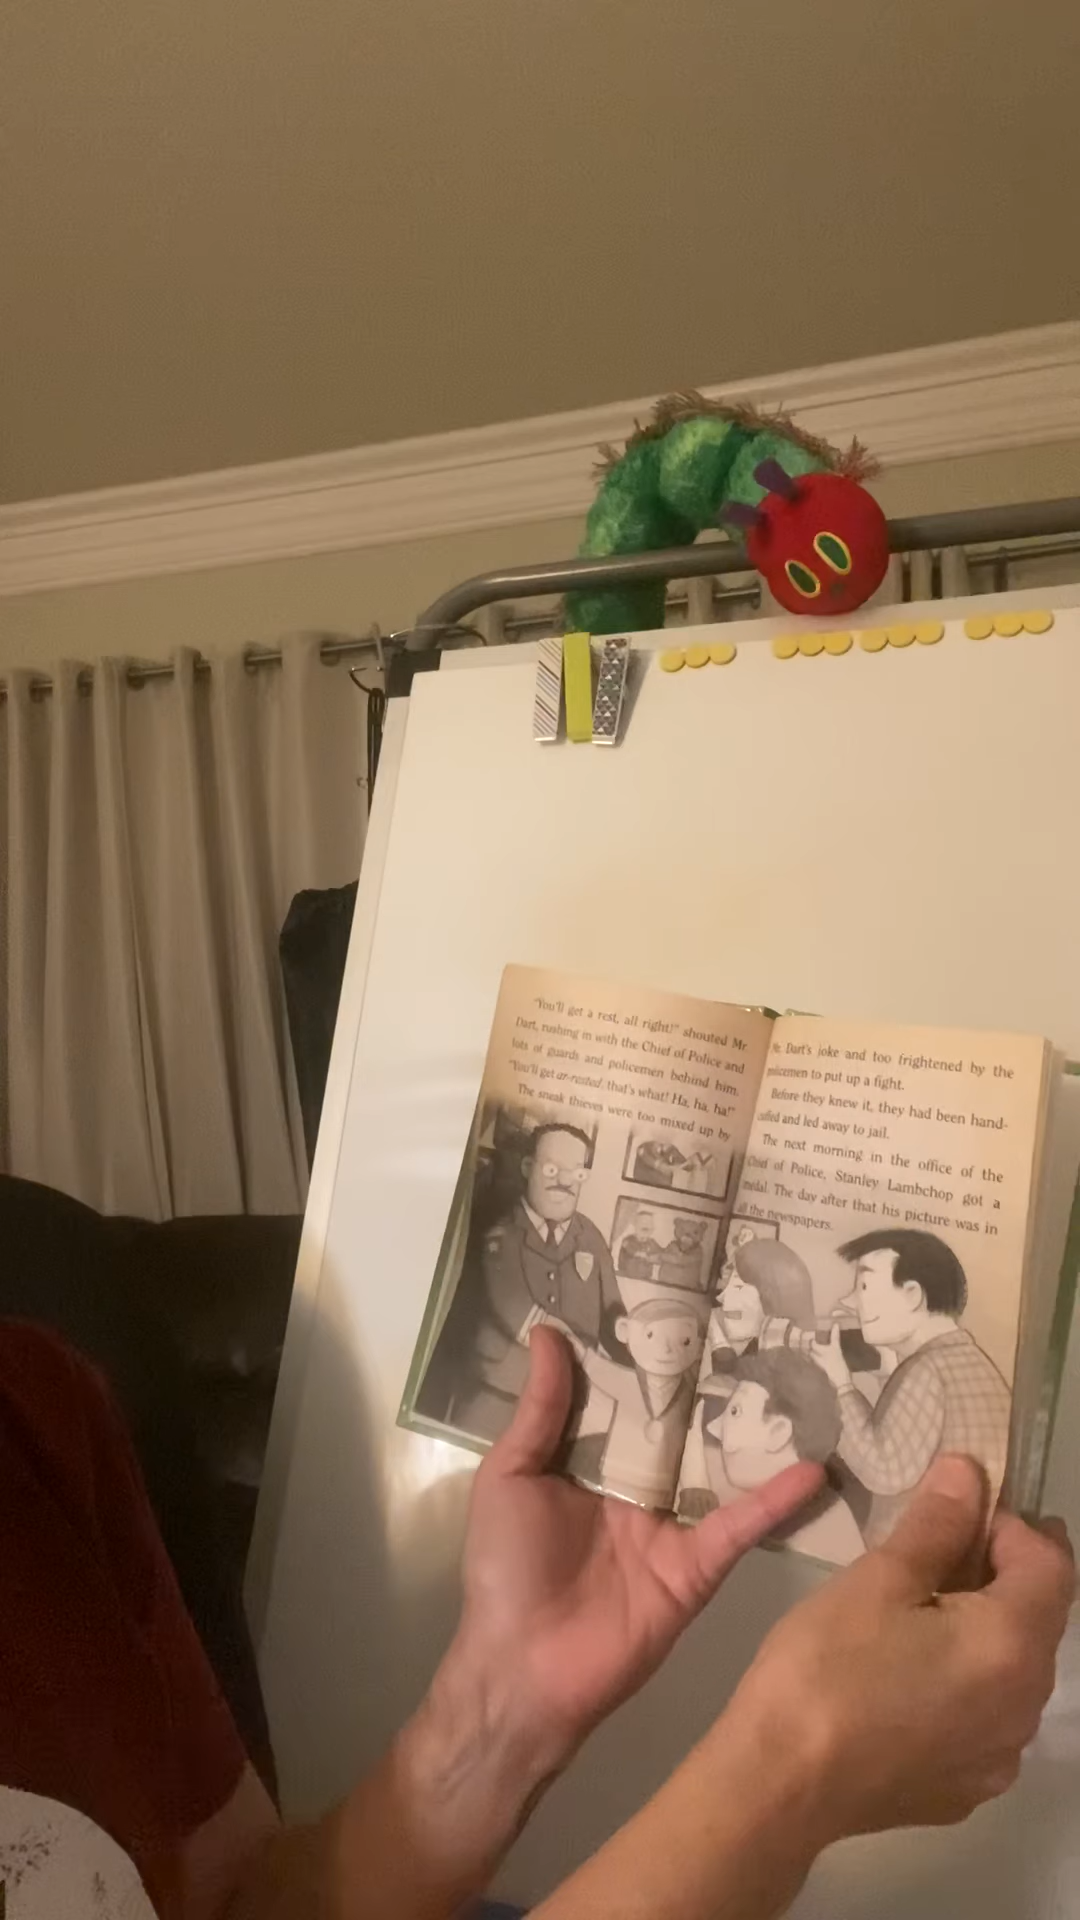 "You'll get a rest, all right!" shouted Mr.
Dart, rushing in with the Chief of Police and
lots of guards and policemen behind him.
"You'll get ar-rested, that's what! Ha, ha, ha!"
The sneak thieves were too mixed up by
Mr. Dart's joke and too frightened by the
policemen to put up a fight.
Before they knew it, they had been hand-
cuffed and led away to jail.
The next morning in the office of the
Chief of Police, Stanley Lambchop got a
medal. The day after that his picture was in
all the newspapers.